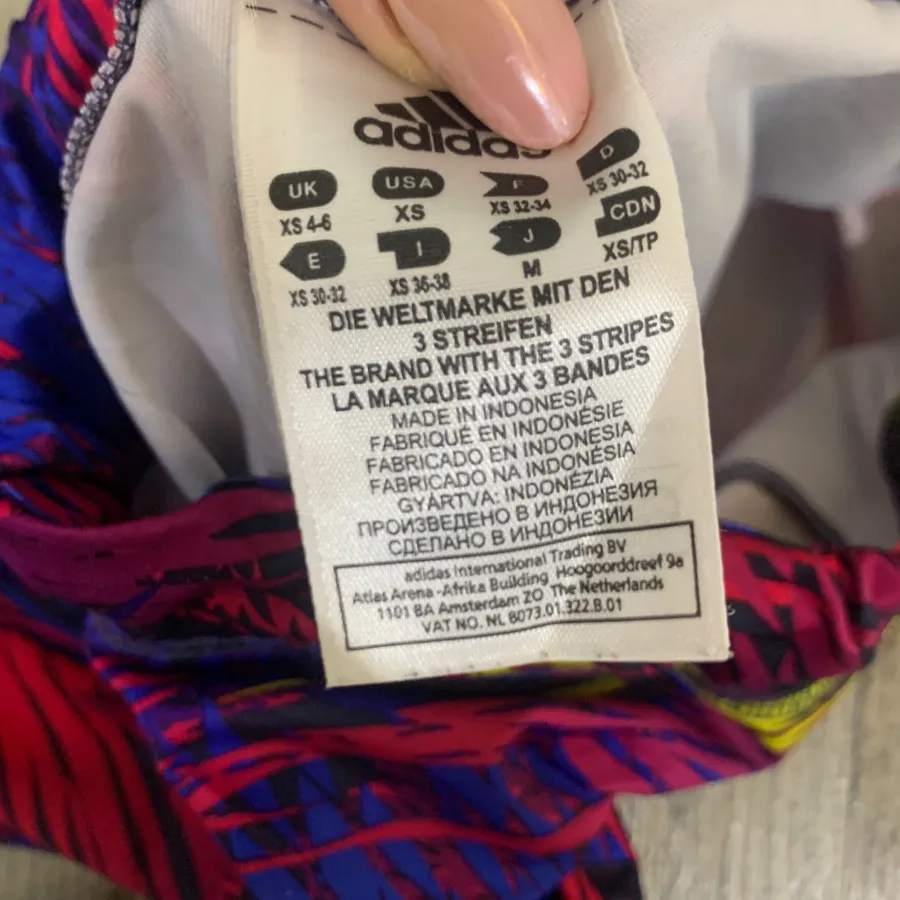 adidas
UK USA F D
XS 4-6 XS XS 32-34 XS 30-32
E I J CDN
XS 30-32 XS 36-38 M XS/TP
DIE WELTMARKE MIT DEN
3 STREIFEN
THE BRAND WITH THE 3 STRIPES
LA MARQUE AUX 3 BANDES
MADE IN INDONESIA
FABRIQUÉ EN INDONÉSIE
FABRICADO EN INDONESIA
FABRICADO NA INDONÉSIA
GYÁRTVA: INDONÉZIA
ПРОИЗВЕДЕНО В ИНДОНЕЗИЯ
СДЕЛАНО В ИНДОНЕЗИИ
adidas International Trading BV
Atlas Arena -Afrika Building Hoogoorddreef 9a
1101 BA Amsterdam ZO The Netherlands
VAT NO. NL 8073.01.322.B.01